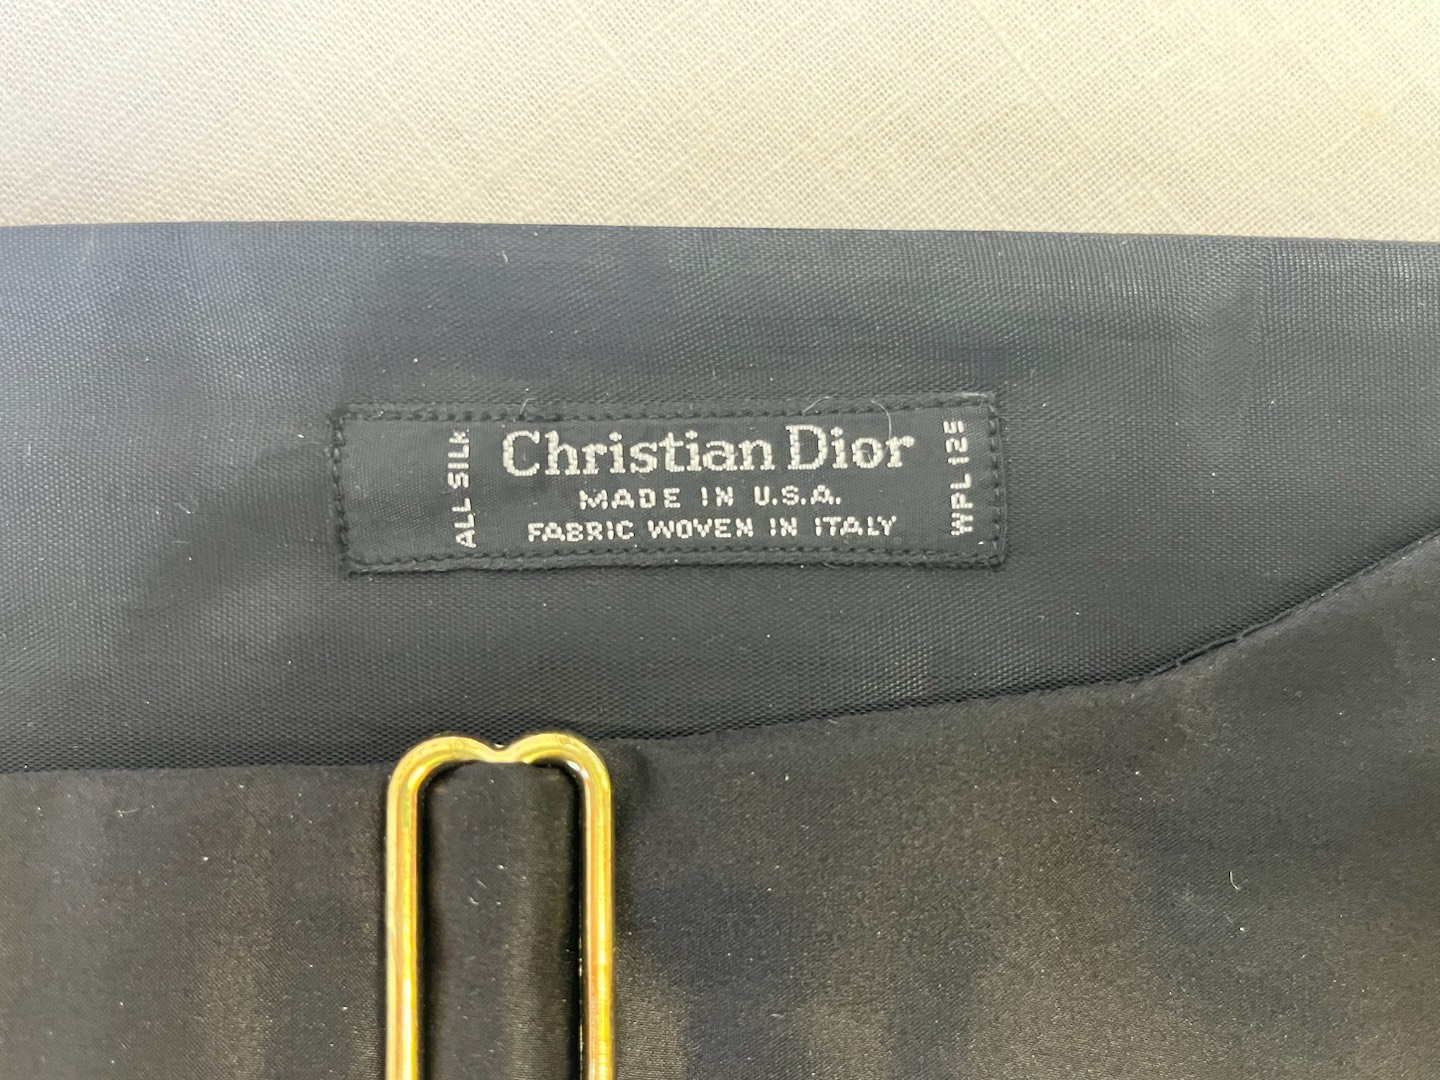 ALL SILK
Christian Dior
MADE IN U.S.A.
FABRIC WOVEN IN ITALY
WPL 125